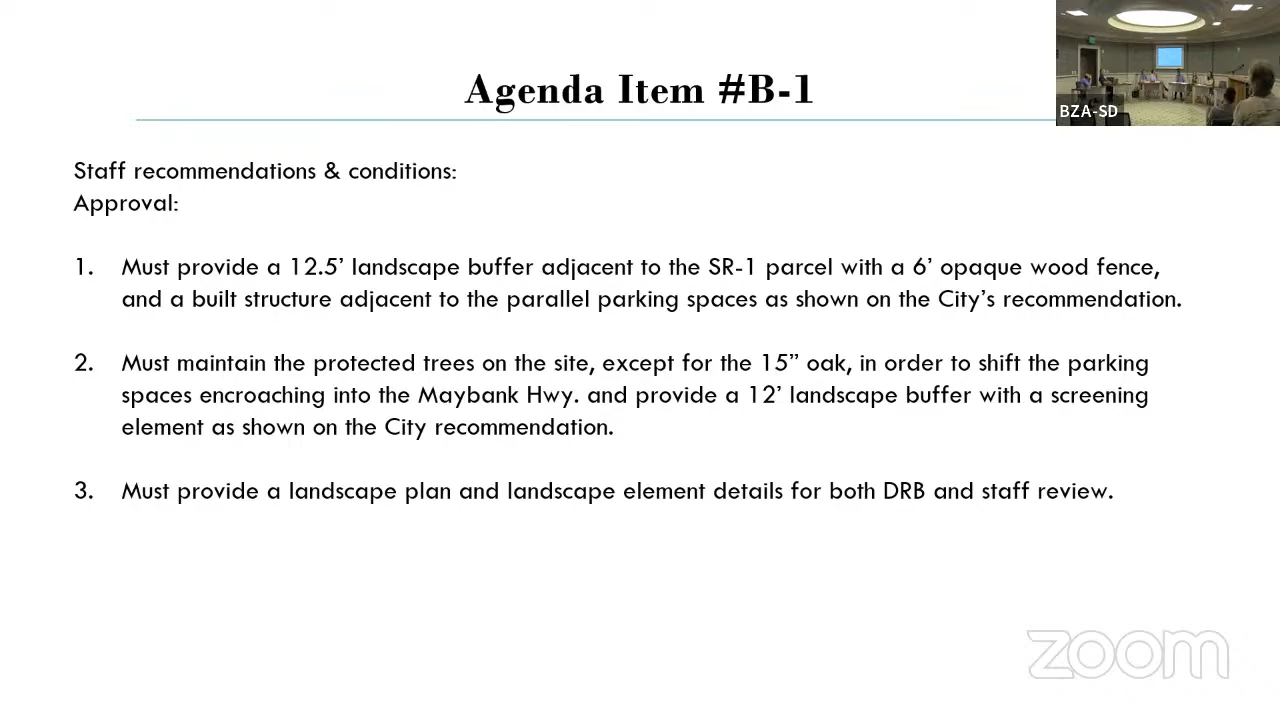 Agenda Item #B-1
BZA-SD
Staff recommendations & conditions:
Approval:
1. Must provide a 12.5’ landscape buffer adjacent to the SR-1 parcel with a 6’ opaque wood fence,
and a built structure adjacent to the parallel parking spaces as shown on the City’s recommendation.
2. Must maintain the protected trees on the site, except for the 15” oak, in order to shift the parking
spaces encroaching into the Maybank Hwy. and provide a 12’ landscape buffer with a screening
element as shown on the City recommendation.
3. Must provide a landscape plan and landscape element details for both DRB and staff review.
zoom